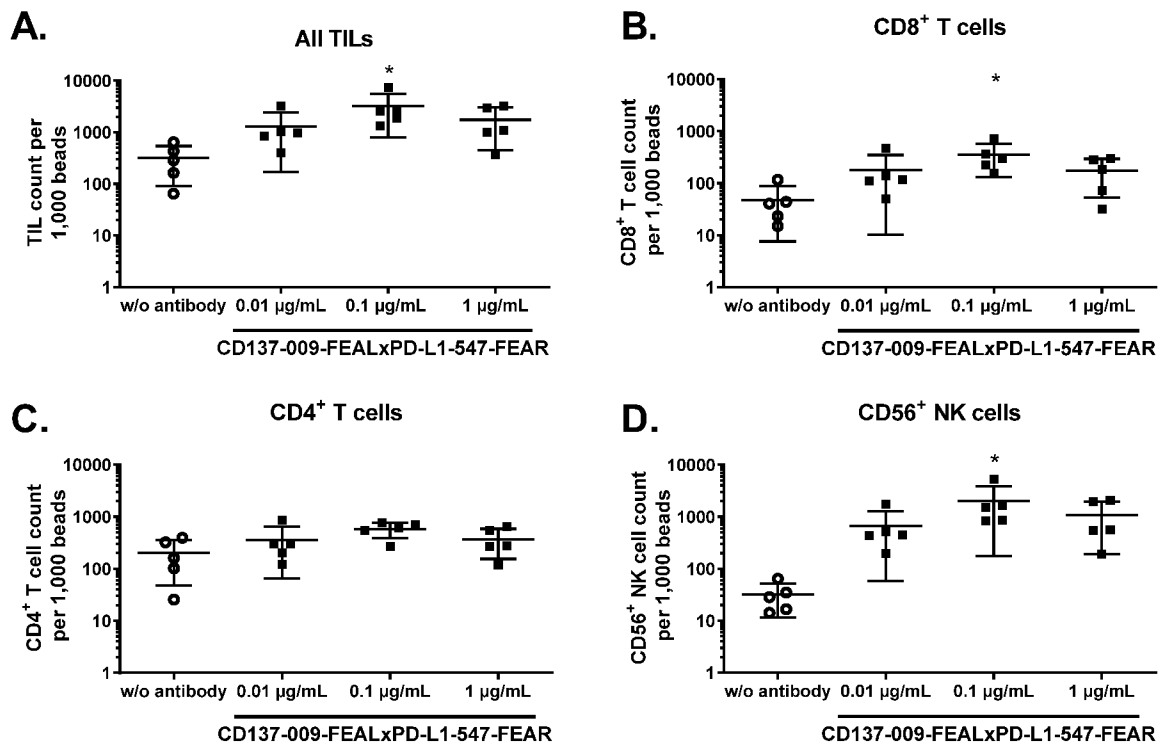 A.
All TILs
*
TIL count per
1,000 beads
10000
1000
100
10
1
w/o antibody 0.01 µg/mL 0.1 µg/mL 1 µg/mL
CD137-009-FEALxPD-L1-547-FEAR
B.
CD8⁺ T cells
*
CD8⁺ T cell count
per 1,000 beads
10000
1000
100
10
1
w/o antibody 0.01 µg/mL 0.1 µg/mL 1 µg/mL
CD137-009-FEALxPD-L1-547-FEAR
C.
CD4⁺ T cells
CD4⁺ T cell count
per 1,000 beads
10000
1000
100
10
1
w/o antibody 0.01 µg/mL 0.1 µg/mL 1 µg/mL
CD137-009-FEALxPD-L1-547-FEAR
D.
CD56⁺ NK cells
*
CD56⁺ NK cell count
per 1,000 beads
10000
1000
100
10
1
w/o antibody 0.01 µg/mL 0.1 µg/mL 1 µg/mL
CD137-009-FEALxPD-L1-547-FEAR